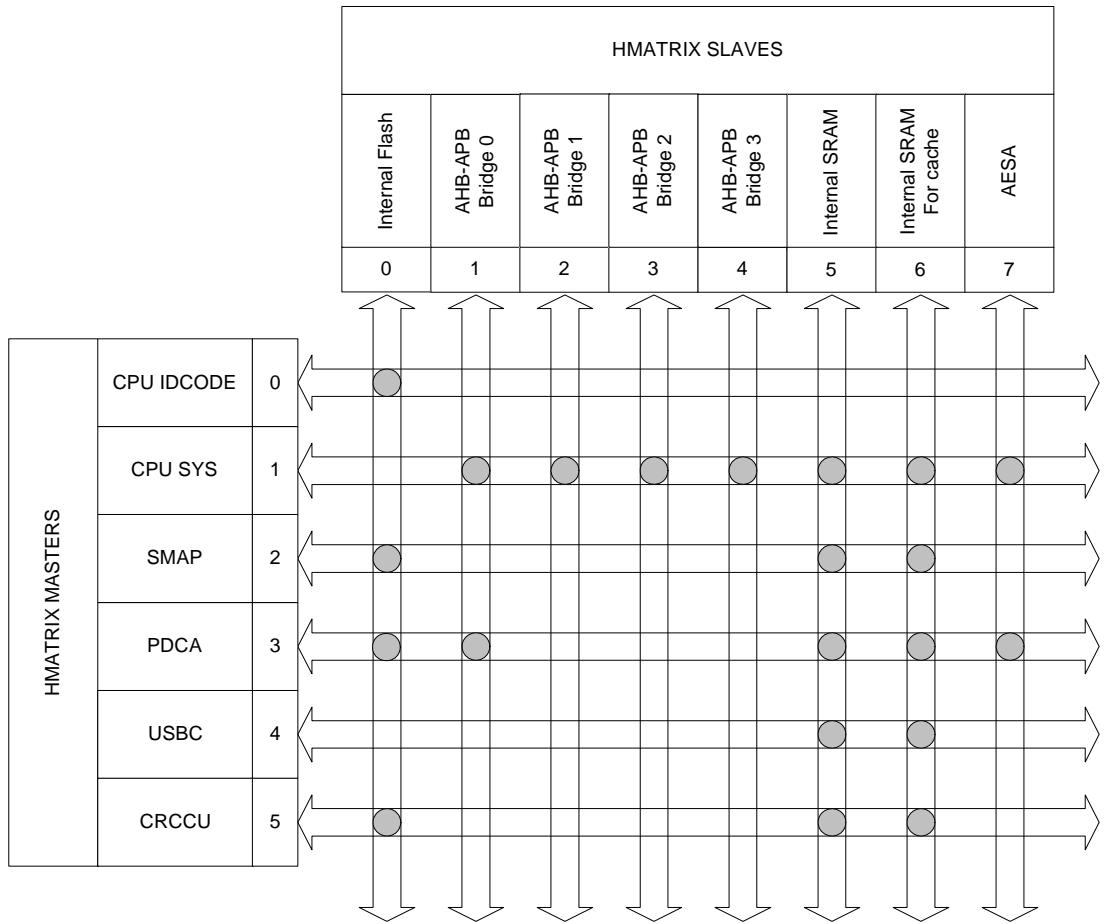 HMATRIX SLAVES
Internal Flash
AHB-APB
Bridge 0
AHB-APB
Bridge 1
AHB-APB
Bridge 2
AHB-APB
Bridge 3
Internal SRAM
Internal SRAM
For cache
AESA
0
1
2
3
4
5
6
7
HMATRIX MASTERS
CPU IDCODE
0
CPU SYS
1
SMAP
2
PDCA
3
USBC
4
CRCCU
5